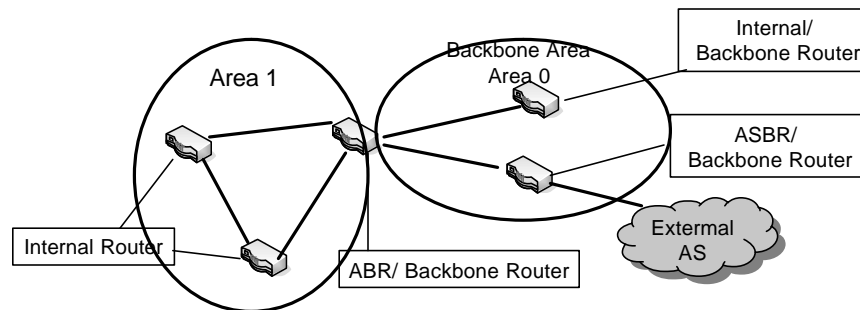 Internal/
Backbone Router
Backbone Area
Area 0
Area 1
ASBR/
Backbone Router
Extermal
AS
Internal Router
ABR/ Backbone Router